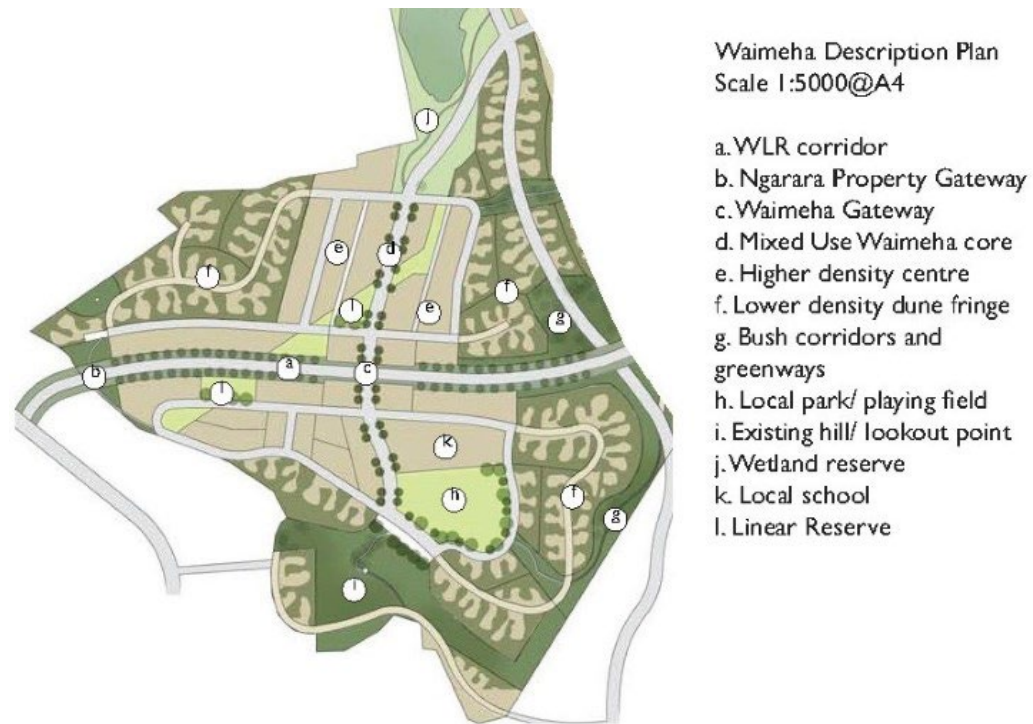 Waimeha Description Plan
Scale 1:5000@A4
a. WLR corridor
b. Ngarara Property Gateway
c. Waimeha Gateway
d. Mixed Use Waimeha core
e. Higher density centre
f. Lower density dune fringe
g. Bush corridors and
greenways
h. Local park/ playing field
i. Existing hill/ lookout point
j. Wetland reserve
k. Local school
l. Linear Reserve
j
e
d
f
f
l
e
g
a
c
b
l
k
h
f
g
i